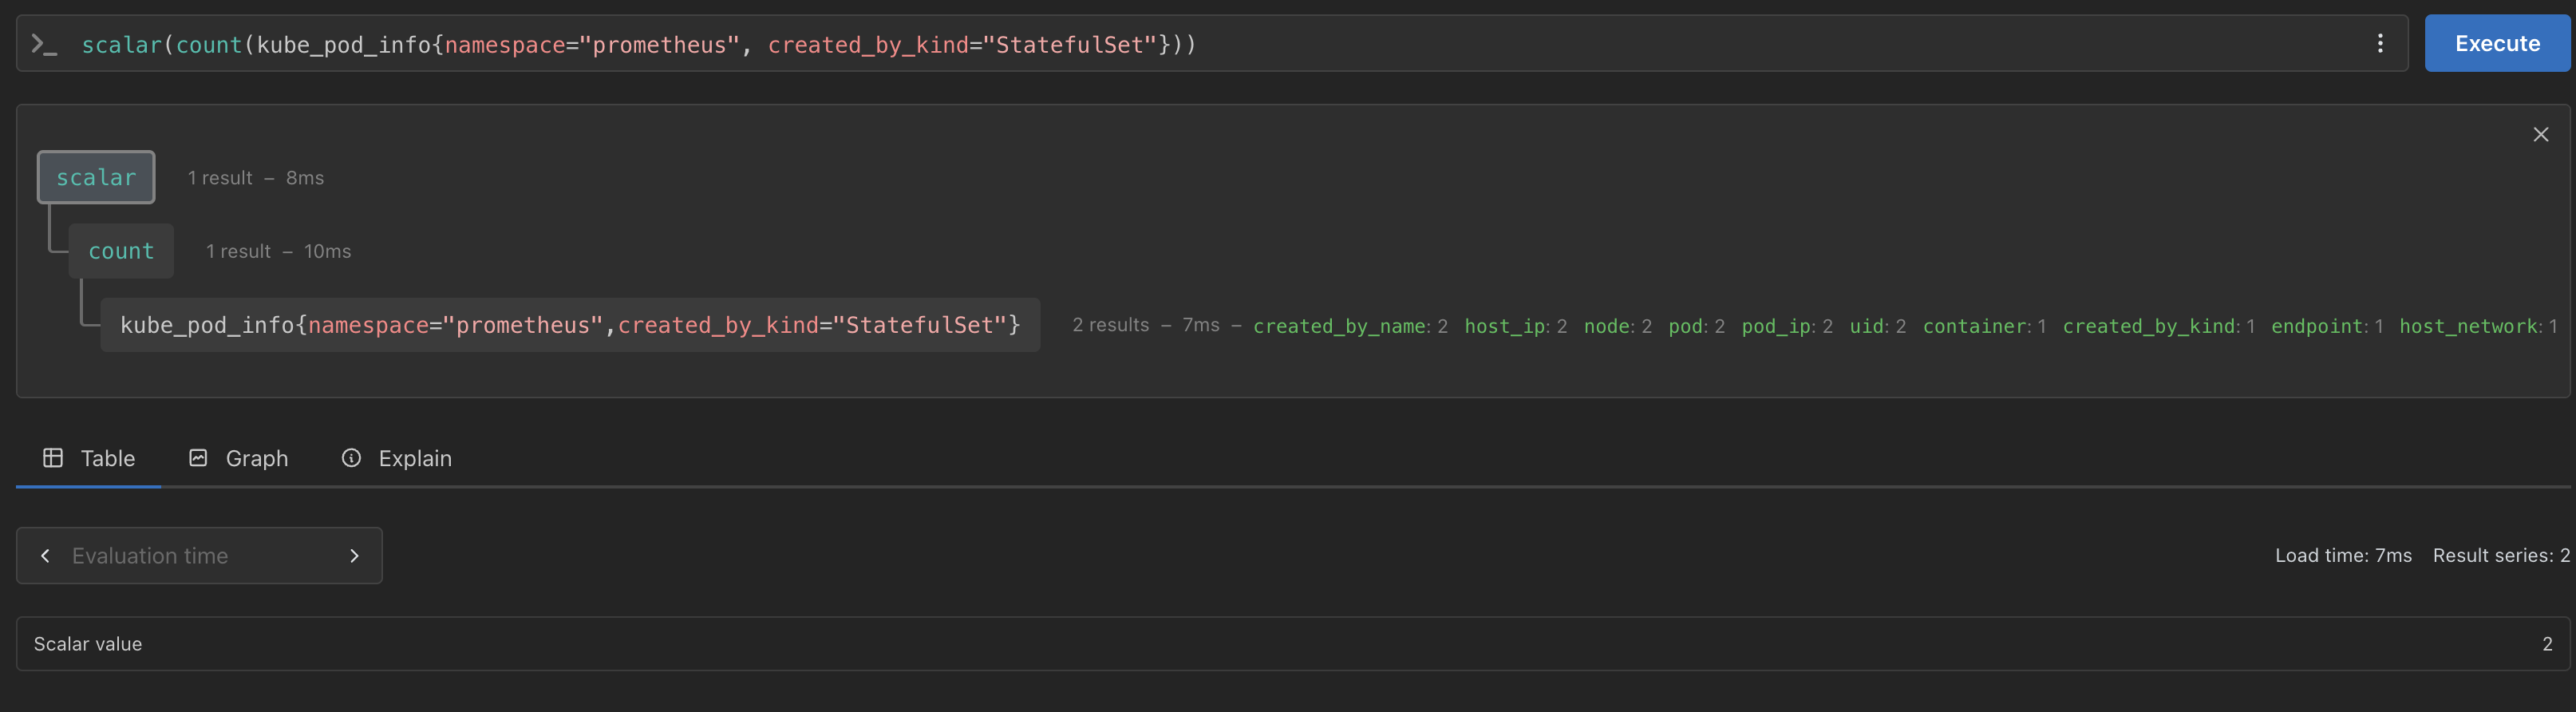 scalar(count(kube_pod_info{namespace="prometheus", created_by_kind="StatefulSet"}))
Execute
scalar 1 result – 8ms
count 1 result – 10ms
kube_pod_info{namespace="prometheus",created_by_kind="StatefulSet"} 2 results – 7ms – created_by_name: 2 host_ip: 2 node: 2 pod: 2 pod_ip: 2 uid: 2 container: 1 created_by_kind: 1 endpoint: 1 host_network: 1
Table Graph Explain
Evaluation time
Load time: 7ms Result series: 2
Scalar value 2